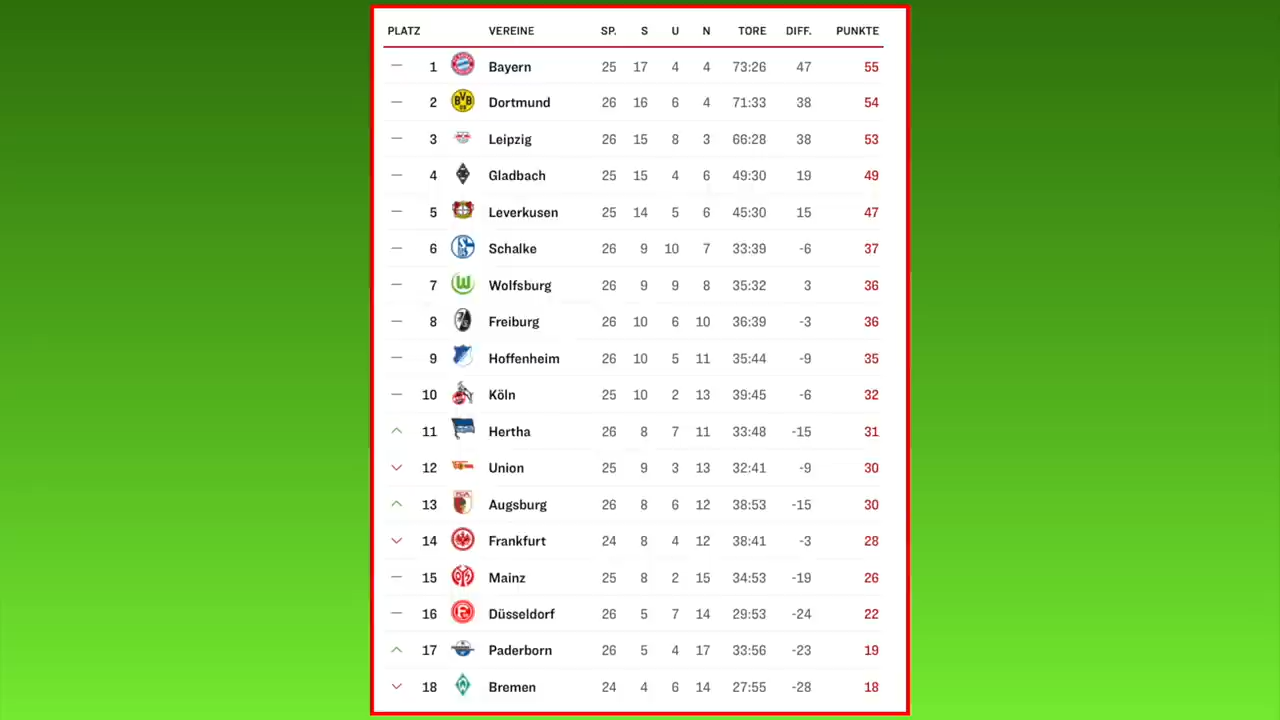 PLATZ VEREINE SP. S U N TORE DIFF. PUNKTE
1 Bayern 25 17 4 4 73:26 47 55
2 Dortmund 26 16 6 4 71:33 38 54
3 Leipzig 26 15 8 3 66:28 38 53
4 Gladbach 25 15 4 6 49:30 19 49
5 Leverkusen 25 14 5 6 45:30 15 47
6 Schalke 26 9 10 7 33:39 -6 37
7 Wolfsburg 26 9 9 8 35:32 3 36
8 Freiburg 26 10 6 10 36:39 -3 36
9 Hoffenheim 26 10 5 11 35:44 -9 35
10 Köln 25 10 2 13 39:45 -6 32
11 Hertha 26 8 7 11 33:48 -15 31
12 Union 25 9 3 13 32:41 -9 30
13 Augsburg 26 8 6 12 38:53 -15 30
14 Frankfurt 24 8 4 12 38:41 -3 28
15 Mainz 25 8 2 15 34:53 -19 26
16 Düsseldorf 26 5 7 14 29:53 -24 22
17 Paderborn 26 5 4 17 33:56 -23 19
18 Bremen 24 4 6 14 27:55 -28 18